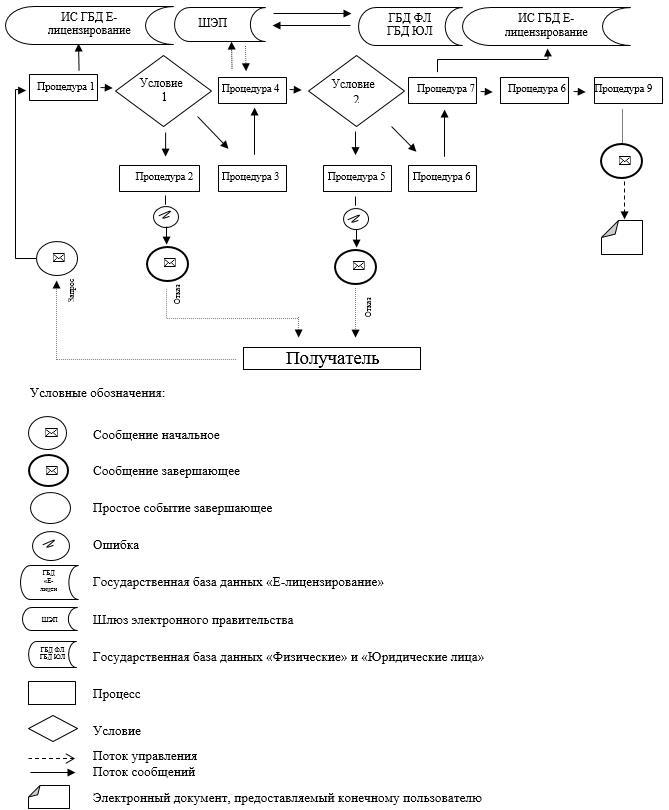 ИС ГБД Е-
лицензирование
ШЭП
ГБД ФЛ
ГБД ЮЛ
ИС ГБД Е-
лицензирование
Процедура 1
Условие
1
Процедура 4
Условие
2
Процедура 7
Процедура 6
Процедура 9
Процедура 2
Процедура 3
Процедура 5
Процедура 6
Запрос
Отказ
Отказ
Получатель
Условные обозначения:
Сообщение начальное
Сообщение завершающее
Простое событие завершающее
Ошибка
ГБД
«Е-
лицен
Государственная база данных «Е-лицензирование»
ШЭП
Шлюз электронного правительства
ГБД ФЛ
ГБД ЮЛ
Государственная база данных «Физические» и «Юридические лица»
Процесс
Условие
Поток управления
Поток сообщений
Электронный документ, предоставляемый конечному пользователю